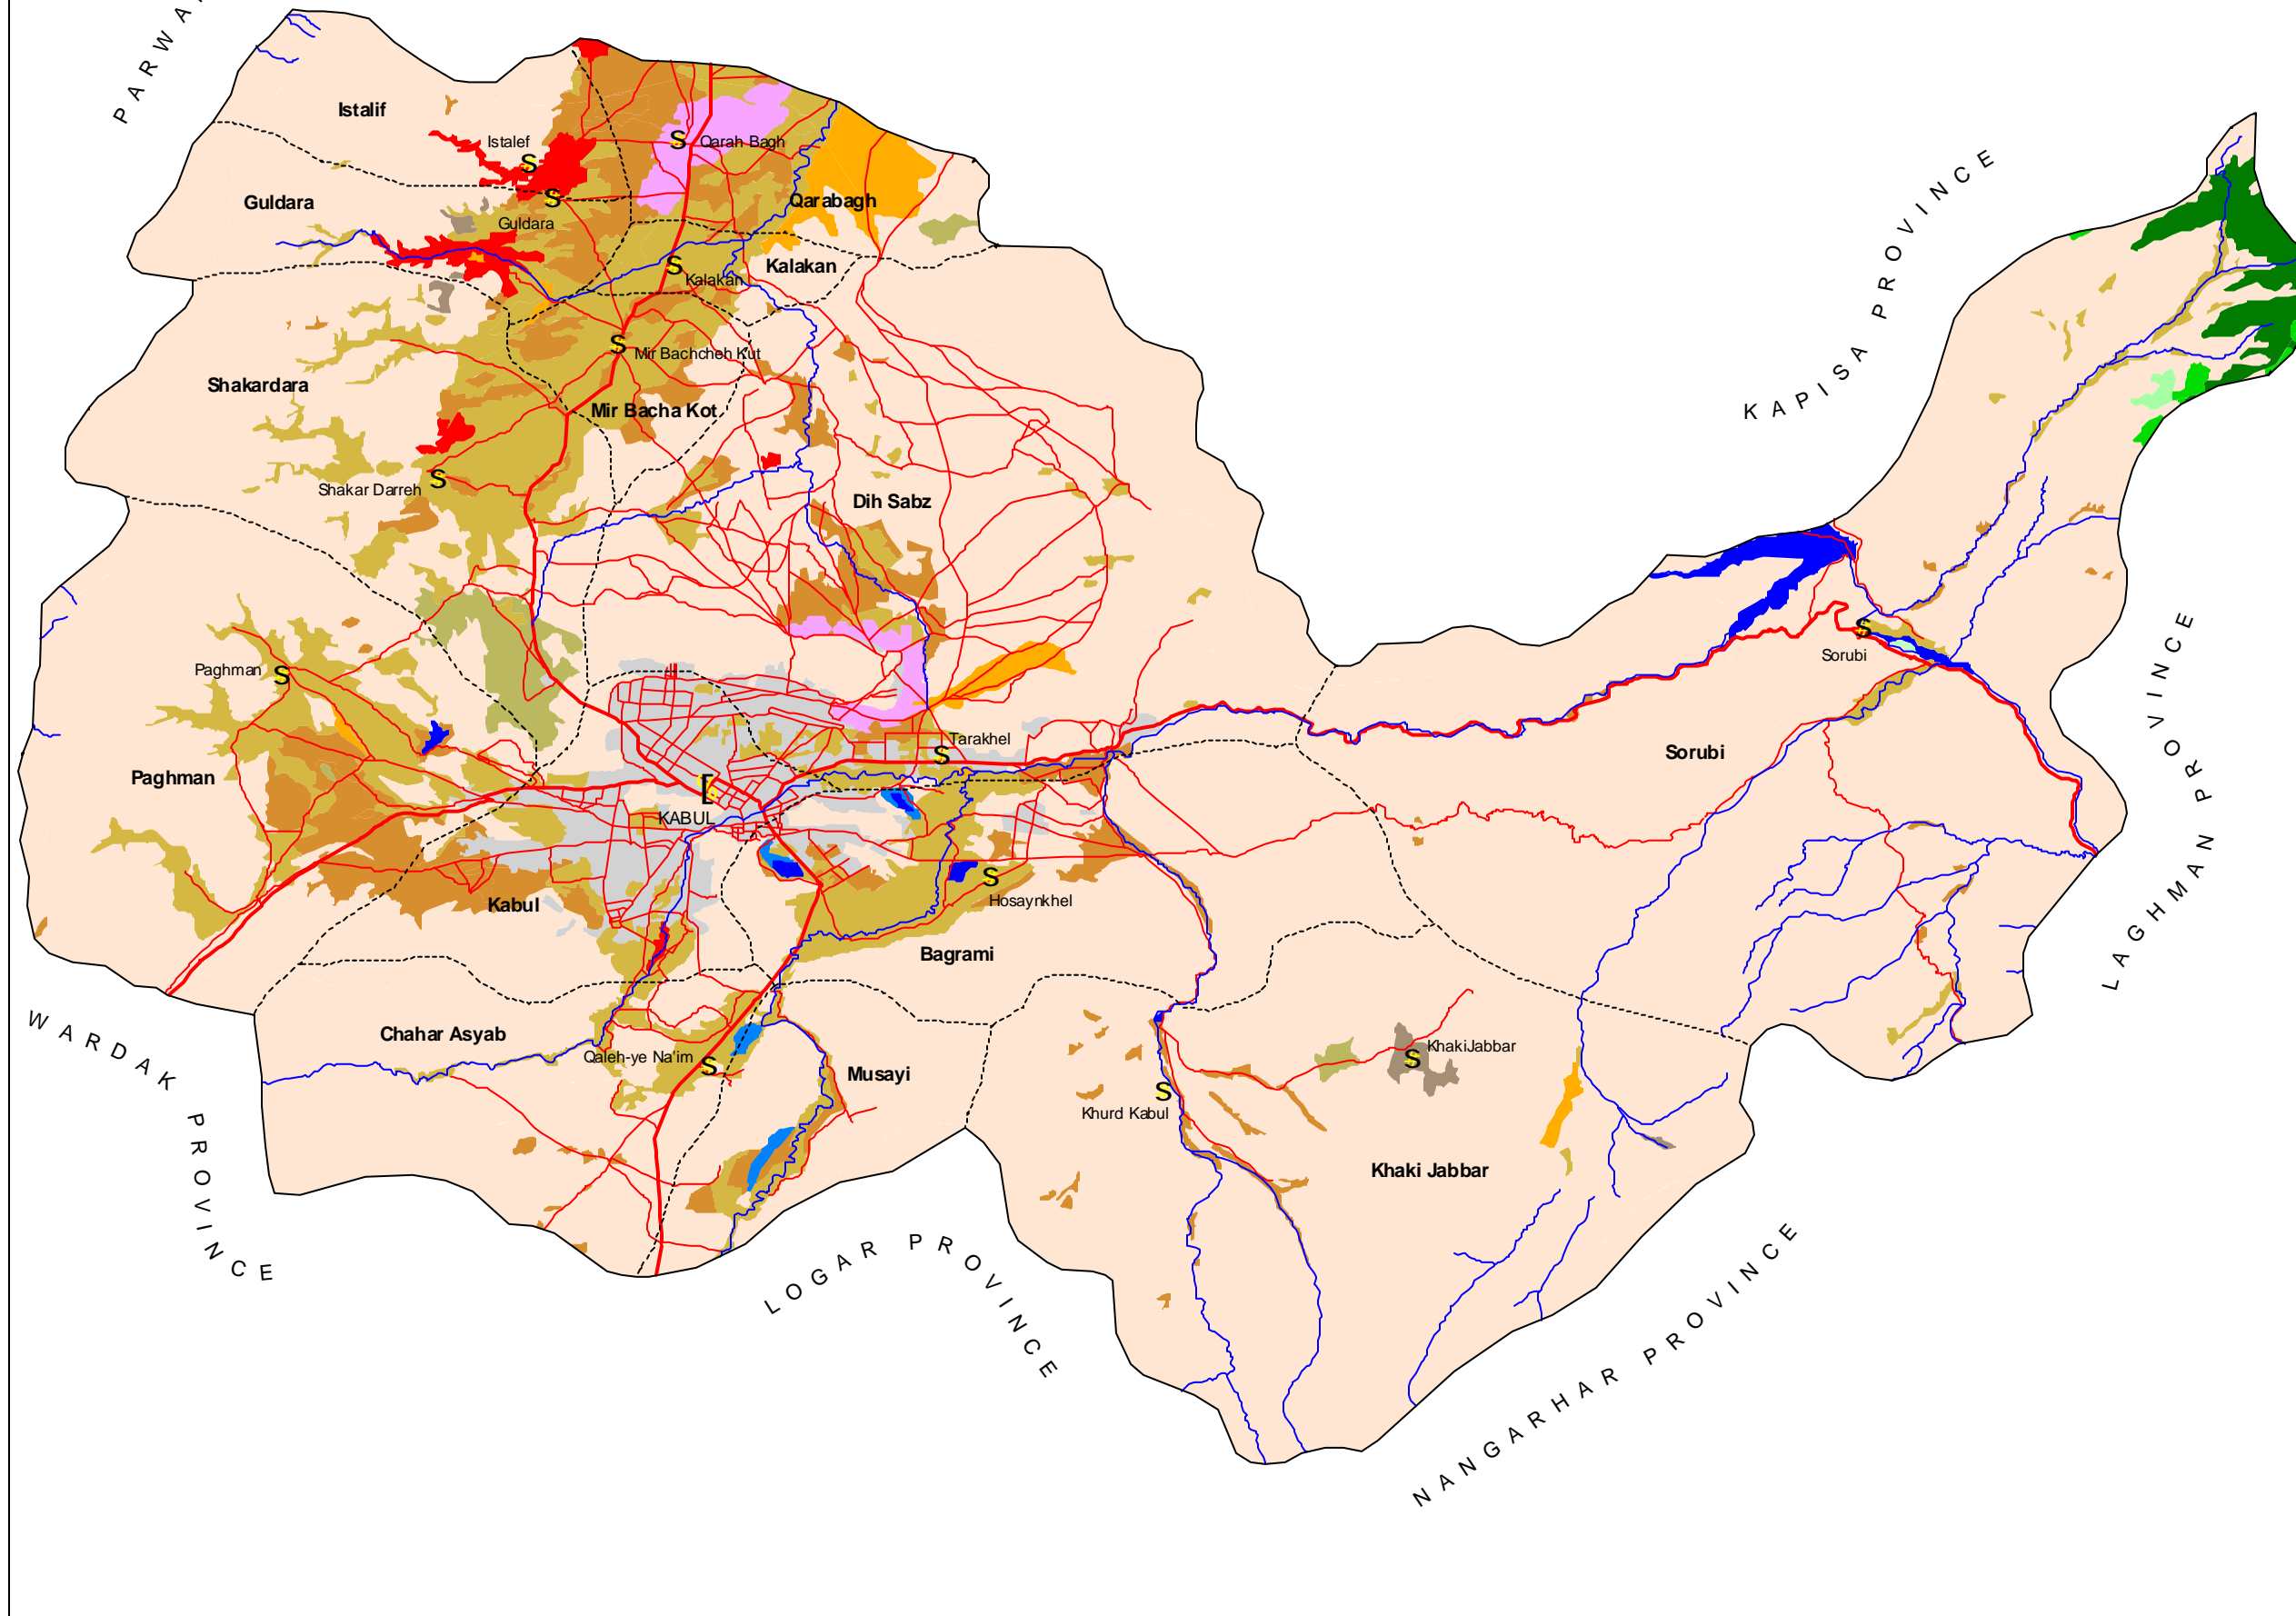 PARWA
Istalif
Istalef
S
S
Qarah Bagh
Guldara
S
Guldara
Qarabagh
S
Kalakan
Kalakan
S
Mir Bachcheh Kut
Shakardara
Mir Bacha Kot
S
Shakar Darreh
Dih Sabz
KAPISA PROVINCE
Paghman
S
S
Sorubi
Paghman
S
Tarakhel
Sorubi
[
KABUL
LAGHMAN PROVINCE
Kabul
S
Hosaynkhel
Bagrami
WARDAK PROVINCE
Chahar Asyab
Qaleh-ye Na'im
S
Musayi
S
KhakiJabbar
S
Khurd Kabul
Khaki Jabbar
LOGAR PROVINCE
NANGARHAR PROVINCE